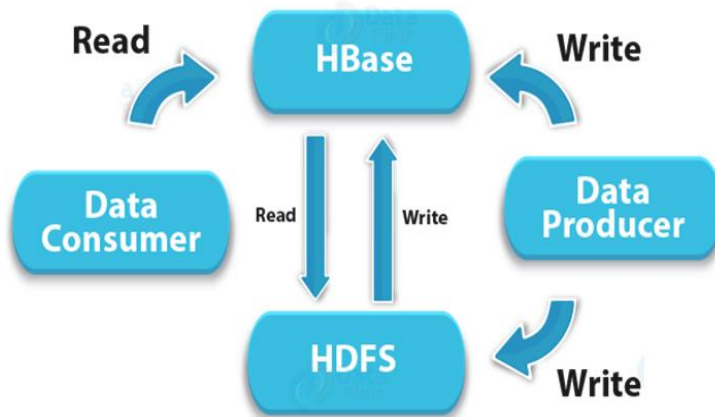 Read
HBase
Write
Data
Consumer
Read
Write
Data
Producer
HDFS
Write